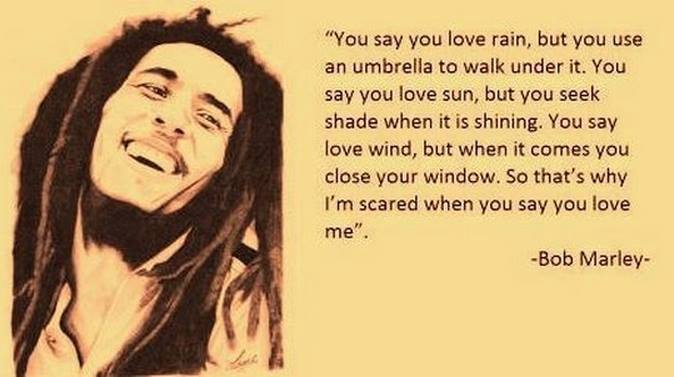 “You say you love rain, but you use
an umbrella to walk under it. You
say you love sun, but you seek
shade when it is shining. You say
love wind, but when it comes you
close your window. So that’s why
I’m scared when you say you love
me”.
-Bob Marley-